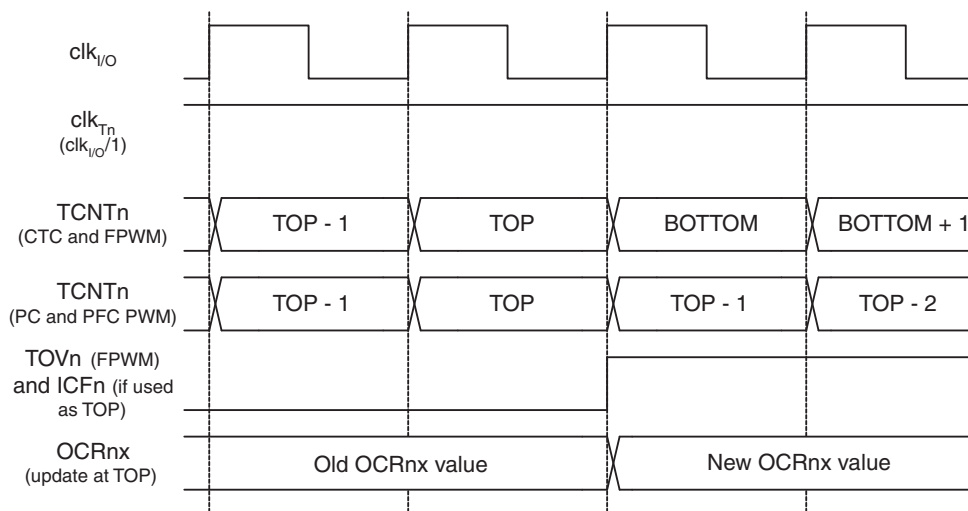 clkI/O
clkTn
(clkI/O/1)
TCNTn
(CTC and FPWM)
TOP - 1
TOP
BOTTOM
BOTTOM + 1
TCNTn
(PC and PFC PWM)
TOP - 1
TOP
TOP - 1
TOP - 2
TOVn (FPWM)
and ICFn (if used
as TOP)
OCRnx
(update at TOP)
Old OCRnx value
New OCRnx value